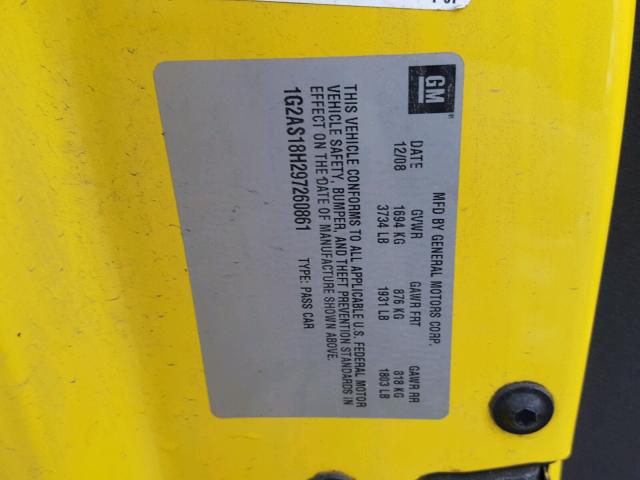 GM
MFD BY GENERAL MOTORS CORP.
DATE GVWR GAWR FRT GAWR RR
12/08 1694 KG 876 KG 818 KG
3734 LB 1931 LB 1803 LB
THIS VEHICLE CONFORMS TO ALL APPLICABLE U.S. FEDERAL MOTOR
VEHICLE SAFETY, BUMPER, AND THEFT PREVENTION STANDARDS IN
EFFECT ON THE DATE OF MANUFACTURE SHOWN ABOVE.
1G2AS18H297260861 TYPE: PASS CAR